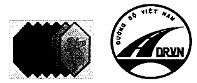 ĐƯỜNG BỘ VIỆT NAM
DRVN